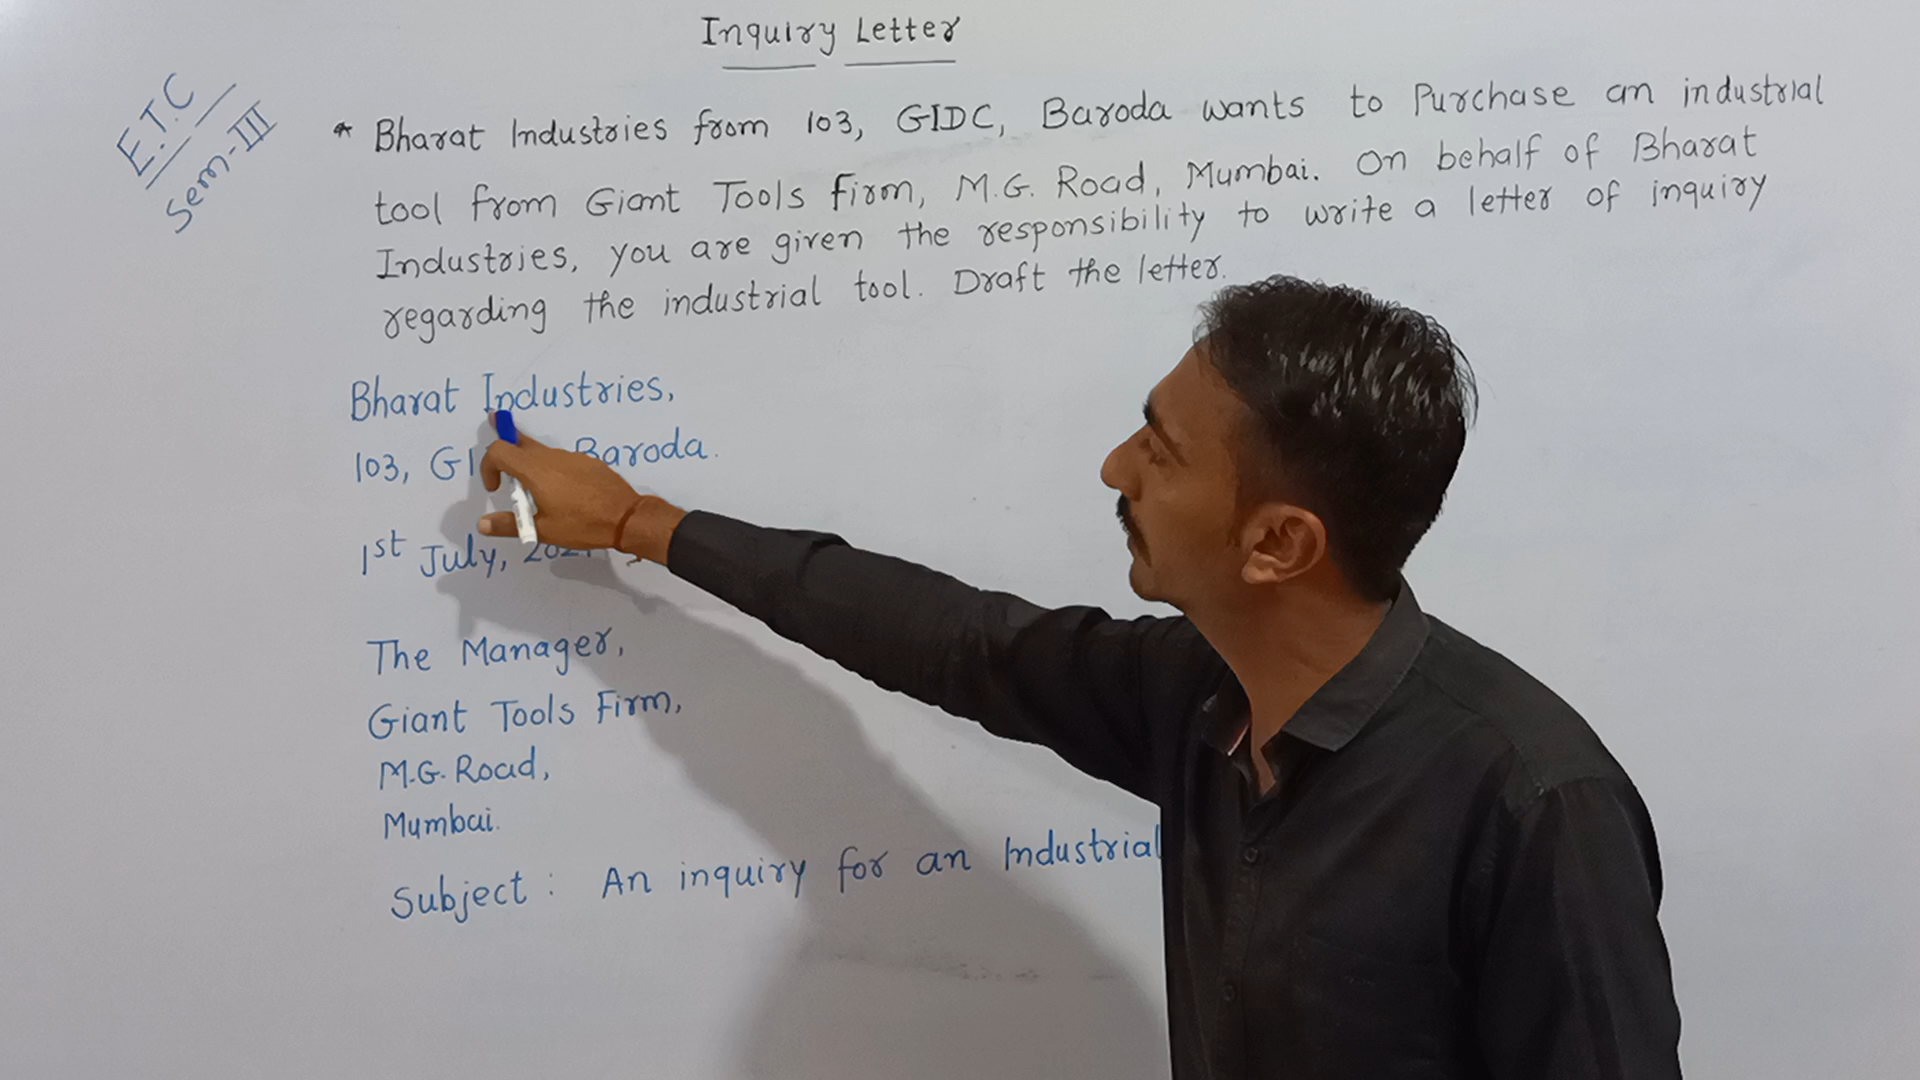 Inquiry Letter
E.T.C
Sem-III
* Bharat Industries from 103, GIDC, Baroda wants to Purchase an industrial
tool from Giant Tools Firm, M.G. Road, Mumbai. On behalf of Bharat
Industries, you are given the responsibility to write a letter of inquiry
regarding the industrial tool. Draft the letter.
Bharat Industries,
103, Baroda.
1st July,
The Manager,
Giant Tools Firm,
M.G. Road,
Mumbai.
Subject : An inquiry for an Industrial